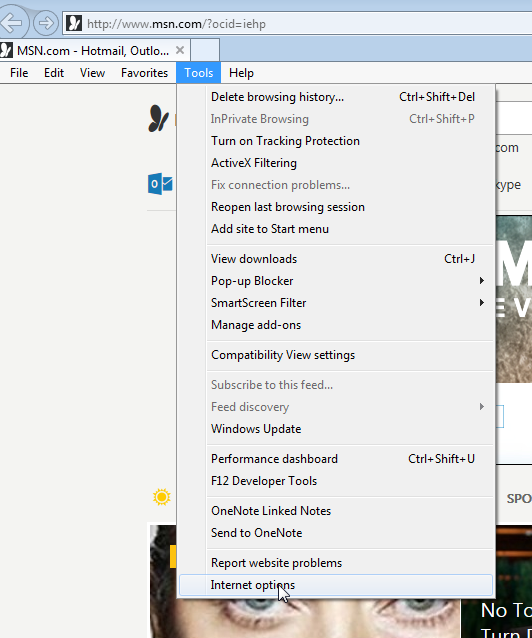 http://www.msn.com/?ocid=iehp
MSN.com - Hotmail, Outlo...
File Edit View Favorites Tools Help
Delete browsing history... Ctrl+Shift+Del
InPrivate Browsing Ctrl+Shift+P
Turn on Tracking Protection
ActiveX Filtering
Fix connection problems...
Reopen last browsing session
Add site to Start menu
View downloads Ctrl+J
Pop-up Blocker
SmartScreen Filter
Manage add-ons
Compatibility View settings
Subscribe to this feed...
Feed discovery
Windows Update
Performance dashboard Ctrl+Shift+U
F12 Developer Tools
OneNote Linked Notes
Send to OneNote
Report website problems
Internet options
com
kype
M
E V
SPO
No To
Turn D